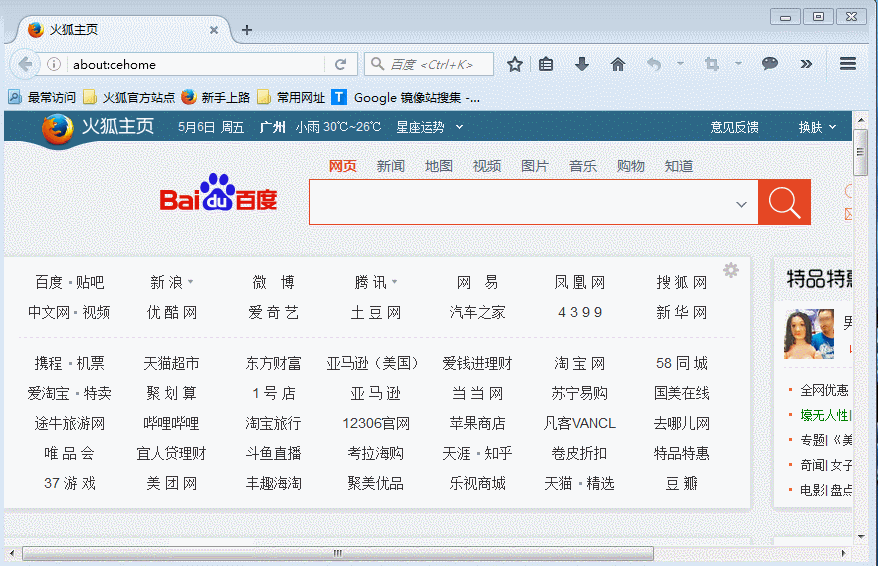 火狐主页
about:cehome
百度 <Ctrl+K>
最常访问 火狐官方站点 新手上路 常用网址 T Google 镜像站搜集 -...
火狐主页 5月6日 周五 广州 小雨 30℃~26℃ 星座运势 意见反馈 换肤
网页 新闻 地图 视频 图片 音乐 购物 知道
Bai du 百度
百度·贴吧 新 浪 微 博 腾 讯 网 易 凤 凰 网 搜 狐 网
中文网·视频 优 酷 网 爱 奇 艺 土 豆 网 汽车之家 4 3 9 9 新 华 网
携程·机票 天猫超市 东方财富 亚马逊（美国） 爱钱进理财 淘 宝 网 58 同 城
爱淘宝·特卖 聚 划 算 1 号 店 亚 马 逊 当 当 网 苏宁易购 国美在线
途牛旅游网 哔哩哔哩 淘宝旅行 12306官网 苹果商店 凡客VANCL 去哪儿网
唯 品 会 宜人贷理财 斗鱼直播 考拉海购 天涯·知乎 卷皮折扣 特品特惠
37 游 戏 美 团 网 丰趣海淘 聚美优品 乐视商城 天猫·精选 豆 瓣
特品特惠
全网优惠
壕无人性|
专题|《美
奇闻| 女子
电影| 盘点